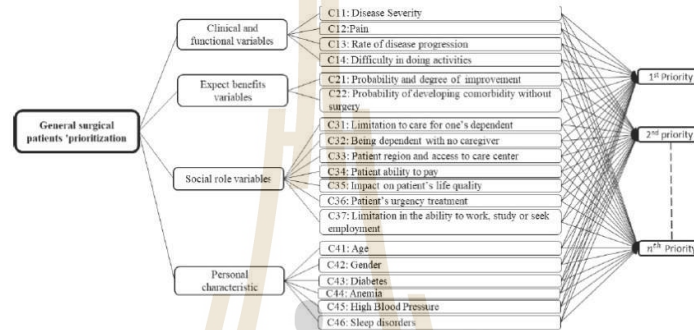 General surgical
patients 'prioritization
Clinical and
functional variables
Expect benefits
variables
Social role variables
Personal
characteristic
C11: Disease Severity
C12:Pain
C13: Rate of disease progression
C14: Difficulty in doing activities
C21: Probability and degree of improvement
C22: Probability of developing comorbidity without
surgery
C31: Limitation to care for one's dependent
C32: Being dependent with no caregiver
C33: Patient region and access to care center
C34: Patient ability to pay
C35: Impact on patient's life quality
C36: Patient's urgency treatment
C37: Limitation in the ability to work, study or seek
employment
C41: Age
C42: Gender
C43: Diabetes
C44: Anemia
C45: High Blood Pressure
C46: Sleep disorders
1st Priority
2nd priority
nth Priority